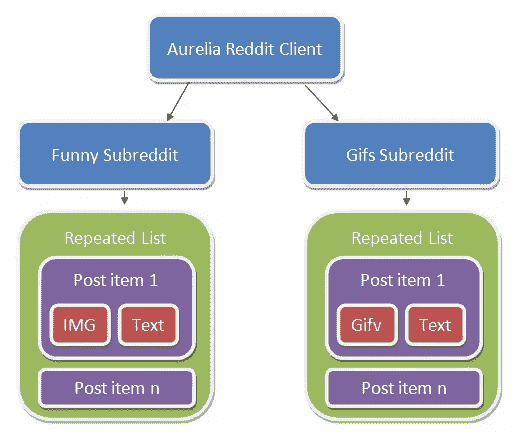 Aurelia Reddit Client
Funny Subreddit
Gifs Subreddit
Repeated List
Post item 1
IMG
Text
Post item n
Repeated List
Post item 1
Gifv
Text
Post item n